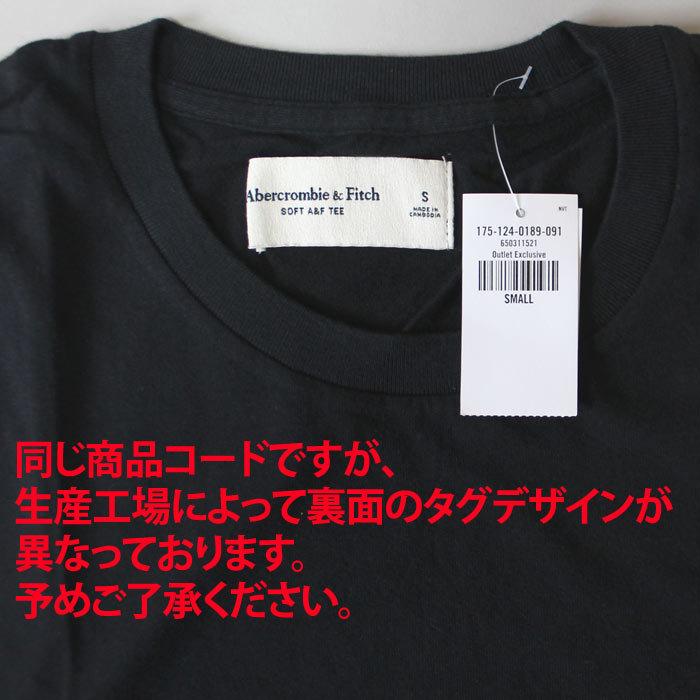 Abercrombie & Fitch
SOFT A&F TEE
S
MADE IN
CAMBODIA
NVT
175-124-0189-091
650311521
Outlet Exclusive
SMALL
同じ商品コードですが、
生産工場によって裏面のタグデザインが
異なっております。
予めご了承ください。